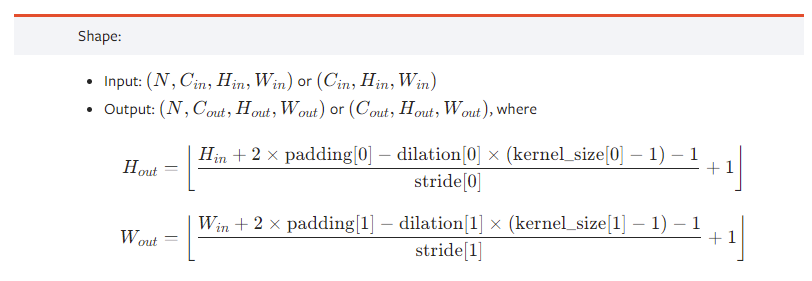 Shape:
• Input: (N, C_in, H_in, W_in) or (C_in, H_in, W_in)
• Output: (N, C_out, H_out, W_out) or (C_out, H_out, W_out), where
H_out = ⌊(H_in + 2 × padding[0] − dilation[0] × (kernel_size[0] − 1) − 1) / stride[0] + 1⌋
W_out = ⌊(W_in + 2 × padding[1] − dilation[1] × (kernel_size[1] − 1) − 1) / stride[1] + 1⌋